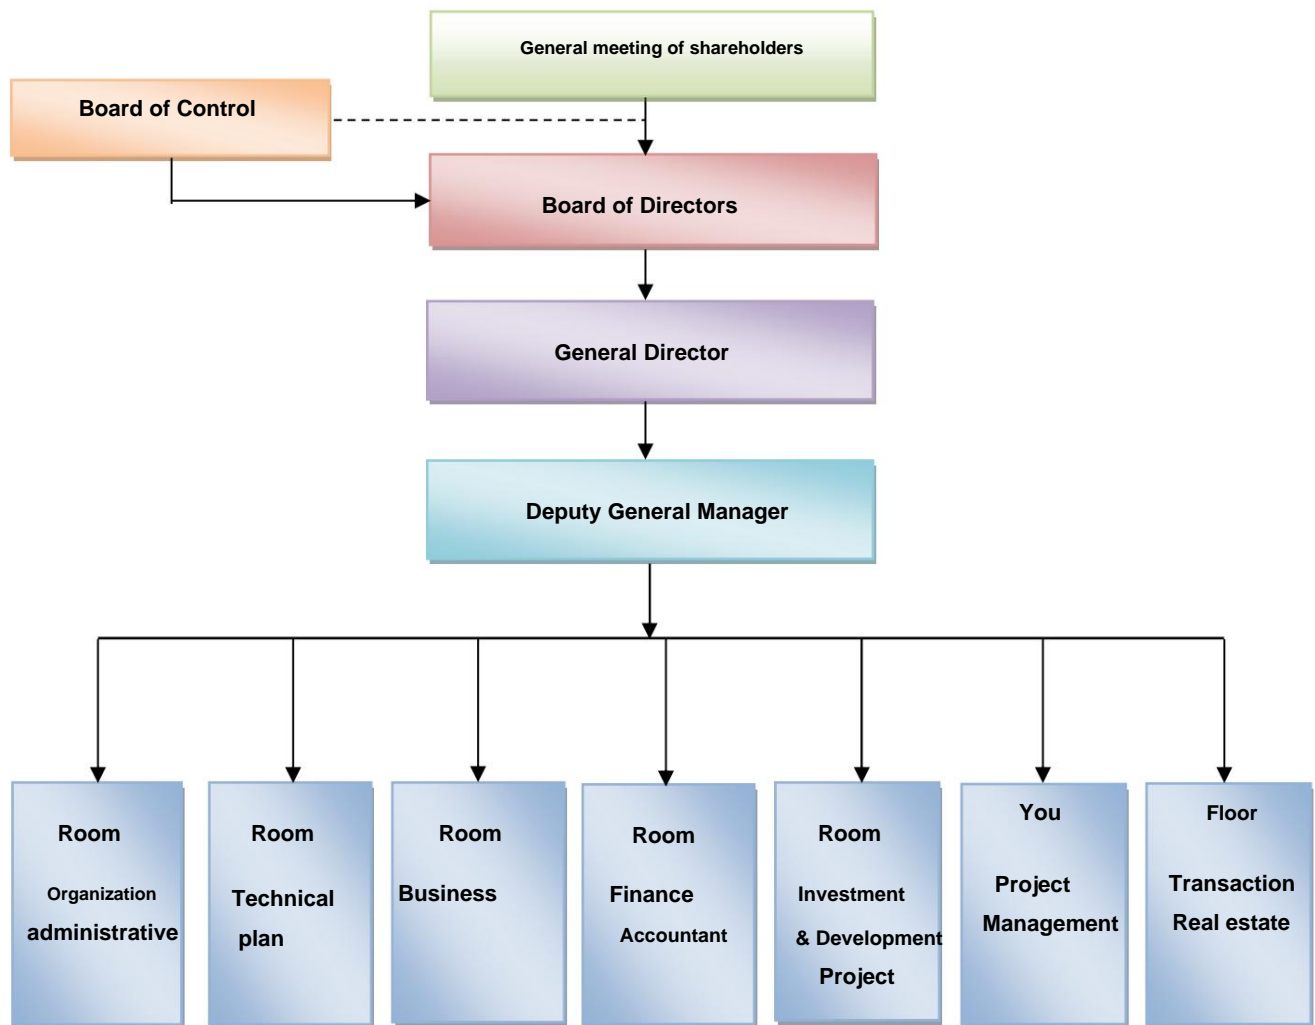 General meeting of shareholders
Board of Control
Board of Directors
General Director
Deputy General Manager
Room
Organization
administrative
Room
Technical
plan
Room
Business
Room
Finance
Accountant
Room
Investment
& Development
Project
You
Project
Management
Floor
Transaction
Real estate